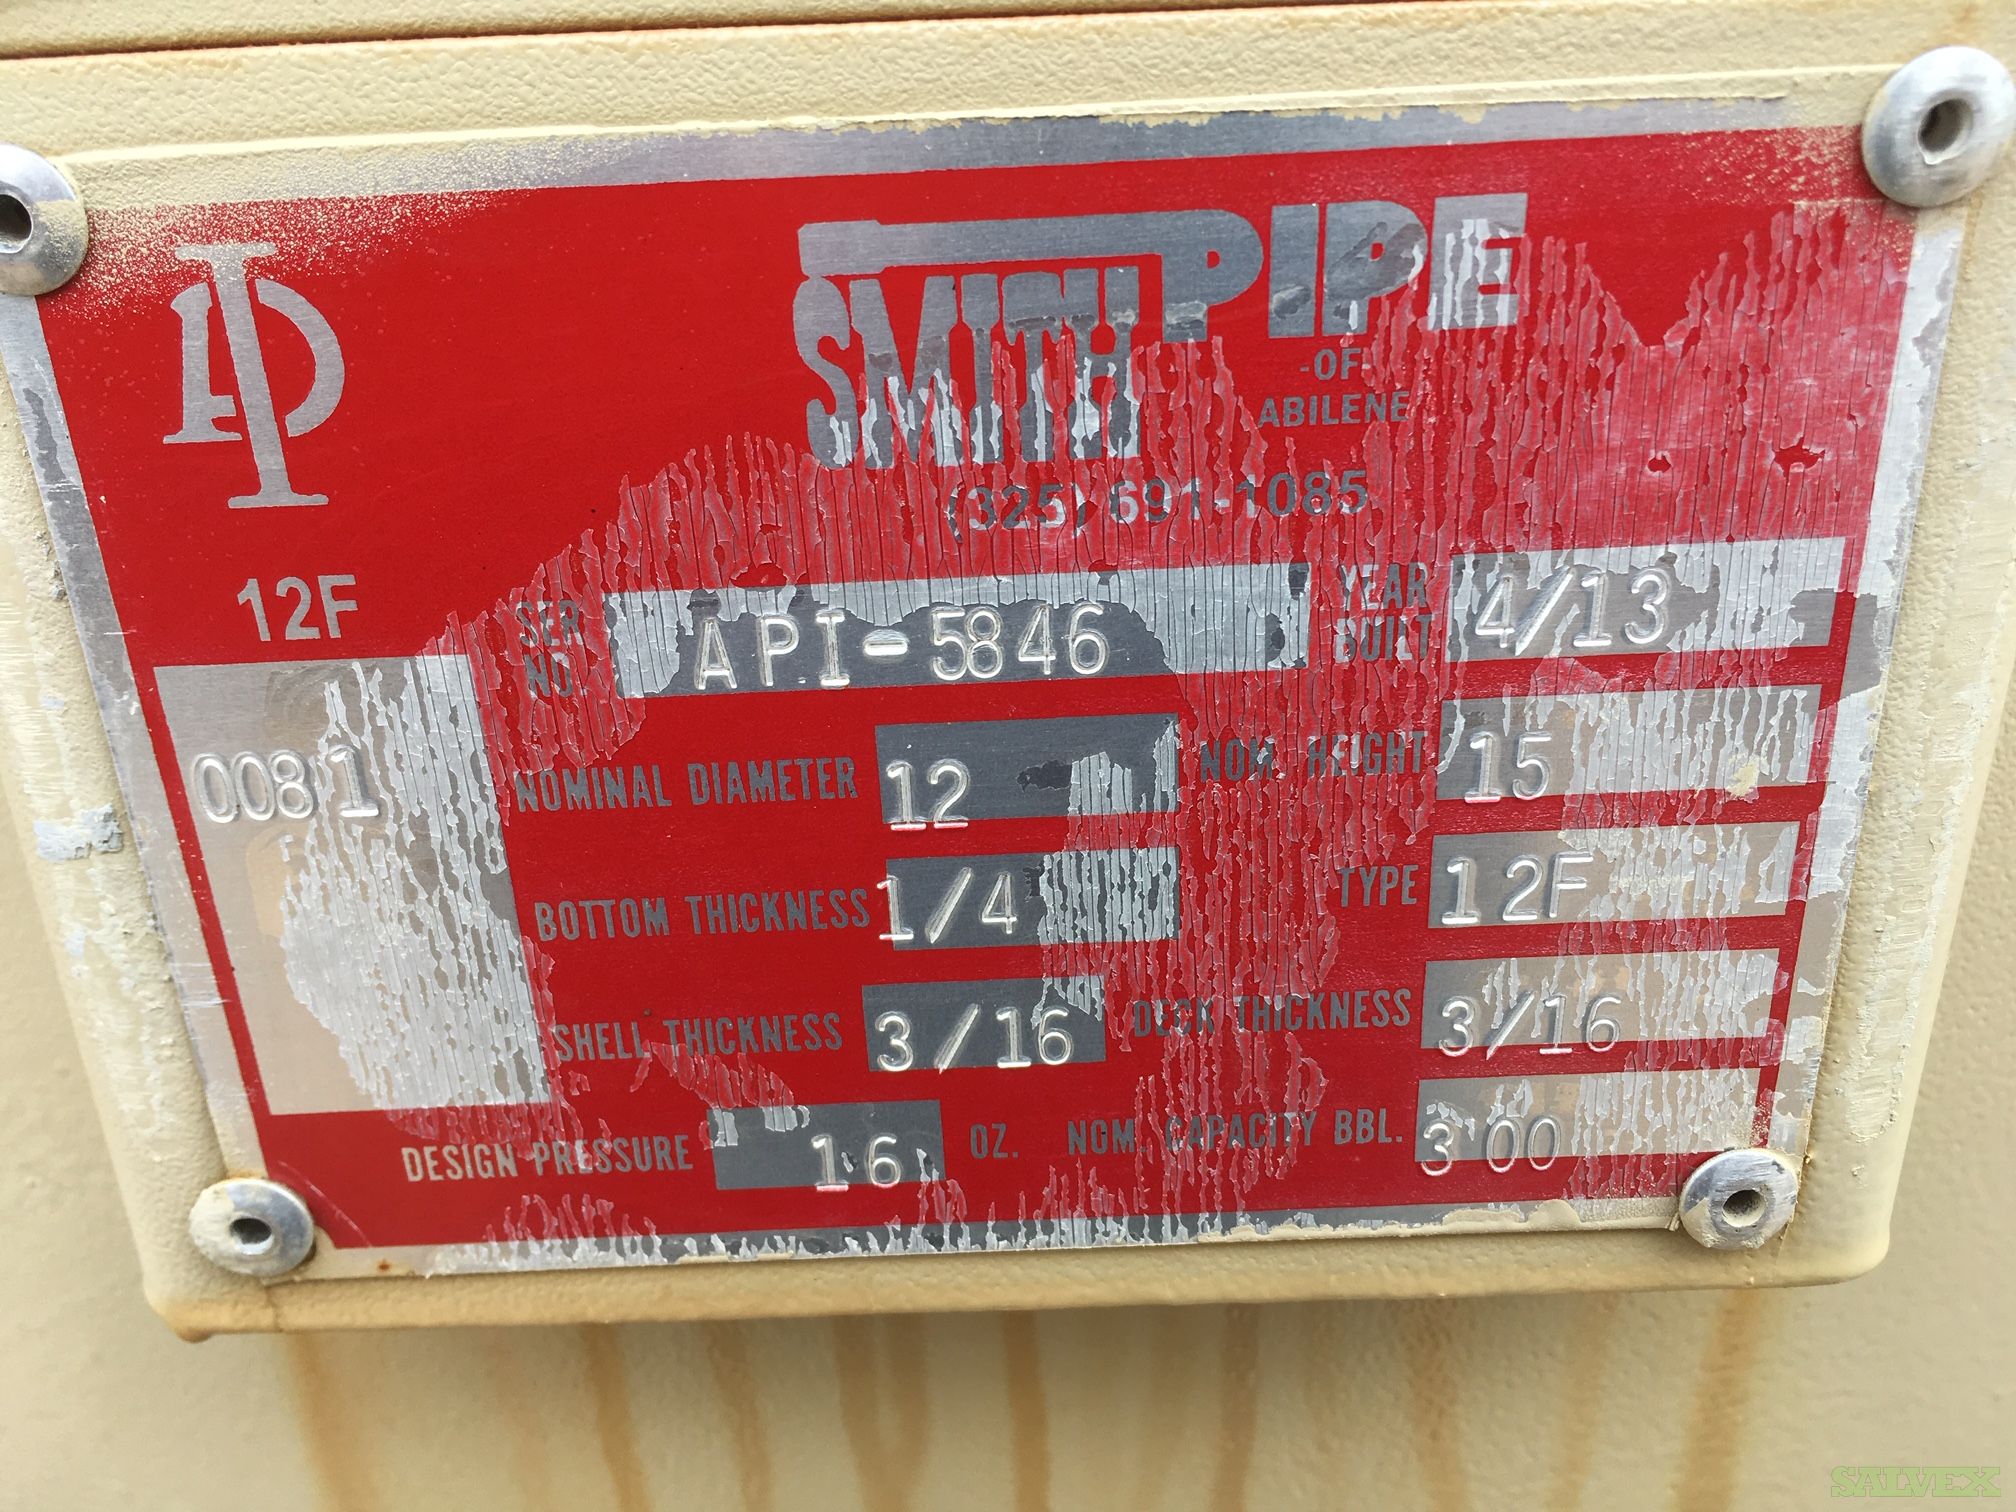 API
SMITH PIPE
-OF-
ABILENE
(325) 691-1085
12F
SER. NO. API-5846 YEAR BUILT 4/13
0081
NOMINAL DIAMETER 12 NOM. HEIGHT 15
BOTTOM THICKNESS 1/4 TYPE 12F
SHELL THICKNESS 3/16 DECK THICKNESS 3/16
DESIGN PRESSURE 16 OZ. NOM. CAPACITY BBL. 300
SALVEX